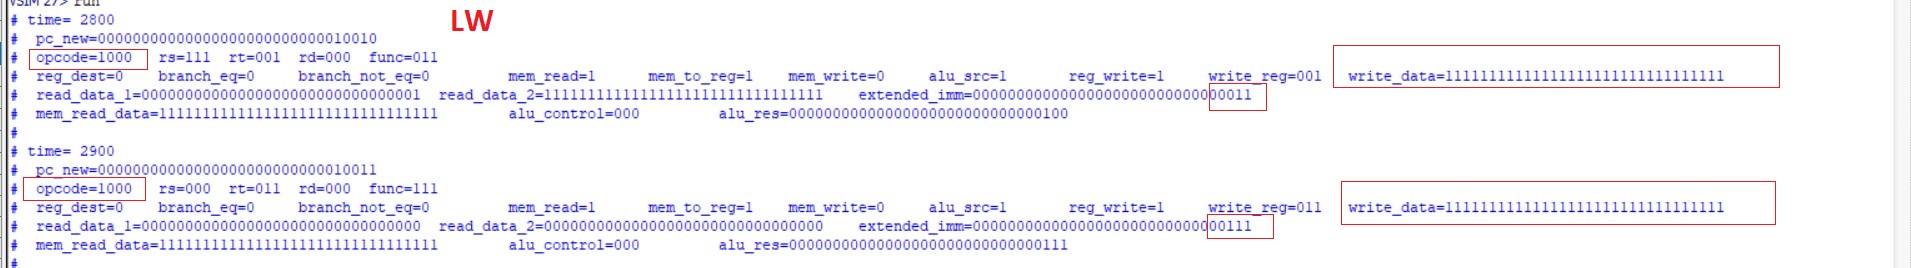 VSIM 27> run
# time= 2800
LW
# pc_new=00000000000000000000000000010010
# opcode=1000 rs=111 rt=001 rd=000 func=011
# reg_dest=0 branch_eq=0 branch_not_eq=0 mem_read=1 mem_to_reg=1 mem_write=0 alu_src=1 reg_write=1 write_reg=001 write_data=11111111111111111111111111111111
# read_data_1=00000000000000000000000000000001 read_data_2=11111111111111111111111111111111 extended_imm=00000000000000000000000000000011
# mem_read_data=11111111111111111111111111111111 alu_control=000 alu_res=00000000000000000000000000000100
#
# time= 2900
# pc_new=00000000000000000000000000010011
# opcode=1000 rs=000 rt=011 rd=000 func=111
# reg_dest=0 branch_eq=0 branch_not_eq=0 mem_read=1 mem_to_reg=1 mem_write=0 alu_src=1 reg_write=1 write_reg=011 write_data=11111111111111111111111111111111
# read_data_1=00000000000000000000000000000000 read_data_2=00000000000000000000000000000000 extended_imm=00000000000000000000000000000111
# mem_read_data=11111111111111111111111111111111 alu_control=000 alu_res=00000000000000000000000000000111
#